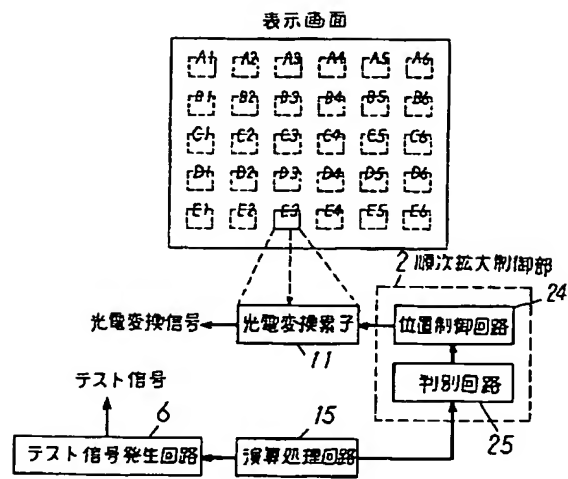 表示画面
A1 A2 A3 A4 A5 A6
B1 B2 B3 B4 B5 B6
C1 C2 C3 C4 C5 C6
D1 D2 D3 D4 D5 D6
E1 E2 E3 E4 E5 E6
2 順次拡大制御部
24
光電変換信号
光電変換素子
位置制御回路
11
判別回路
テスト信号
25
6
15
テスト信号発生回路
演算処理回路